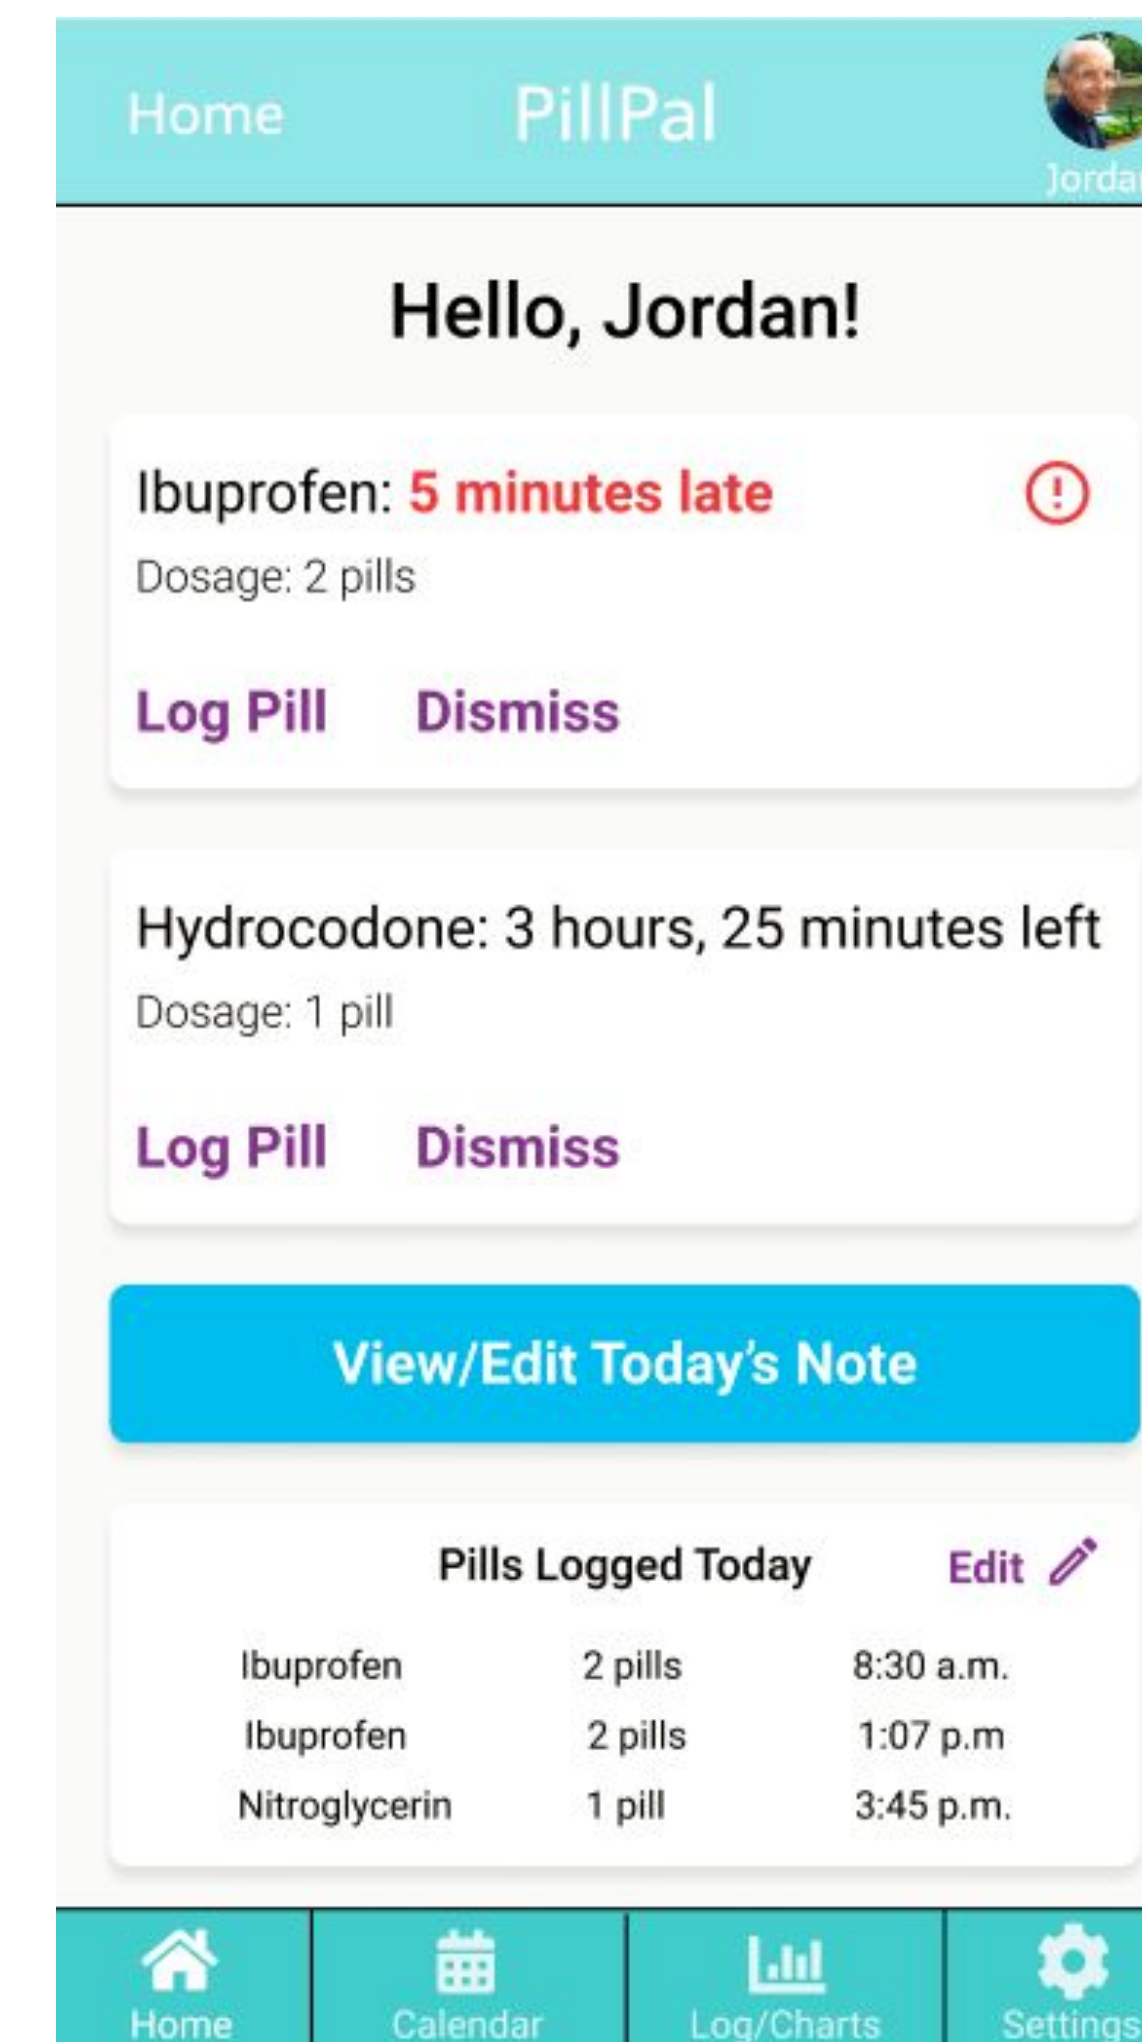 Home PillPal
Jordan
Hello, Jordan!
Ibuprofen: 5 minutes late
Dosage: 2 pills
Log Pill Dismiss
Hydrocodone: 3 hours, 25 minutes left
Dosage: 1 pill
Log Pill Dismiss
View/Edit Today’s Note
Pills Logged Today Edit
Ibuprofen 2 pills 8:30 a.m.
Ibuprofen 2 pills 1:07 p.m
Nitroglycerin 1 pill 3:45 p.m.
Home Calendar Log/Charts Settings